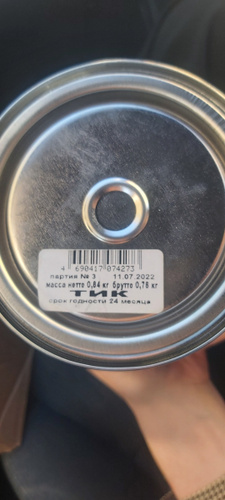 4 690417 074273
партия № 3 11.07.2022
масса нетто 0,64 кг брутто 0,78 кг
ТИК
срок годности 24 месяца